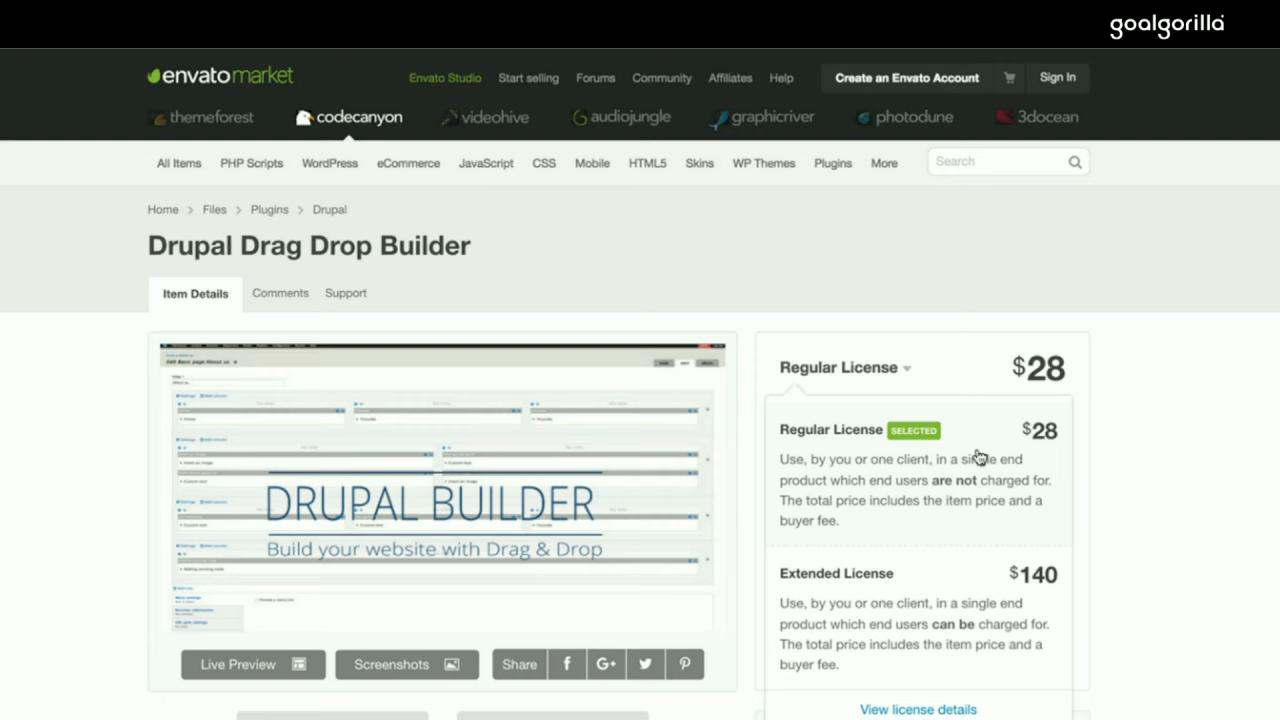 goalgorilla
envatomarket
Envato Studio Start selling Forums Community Affiliates Help Create an Envato Account Sign In
themeforest codecanyon videohive audiojungle graphicriver photodune 3docean
All Items PHP Scripts WordPress eCommerce JavaScript CSS Mobile HTML5 Skins WP Themes Plugins More Search
Home > Files > Plugins > Drupal
Drupal Drag Drop Builder
Item Details Comments Support
Regular License $28
Regular License SELECTED $28
Use, by you or one client, in a single end
product which end users are not charged for.
The total price includes the item price and a
buyer fee.
Extended License $140
Use, by you or one client, in a single end
product which end users can be charged for.
The total price includes the item price and a
buyer fee.
View license details
DRUPAL BUILDER
Build your website with Drag & Drop
Live Preview Screenshots Share f G+